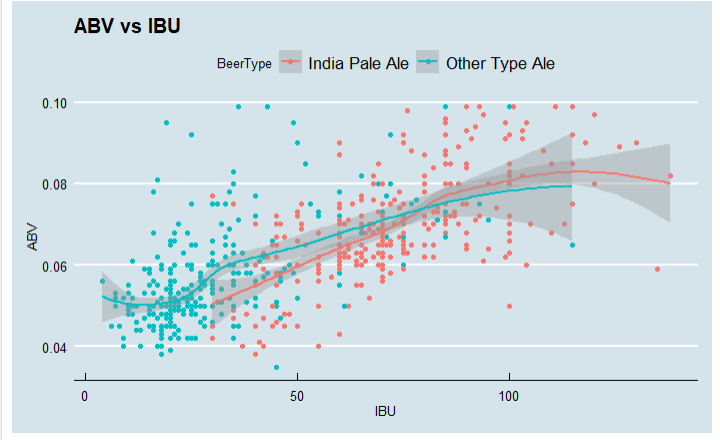 ABV vs IBU
BeerType India Pale Ale Other Type Ale
0.10
0.08
ABV
0.06
0.04
0 50 100
IBU